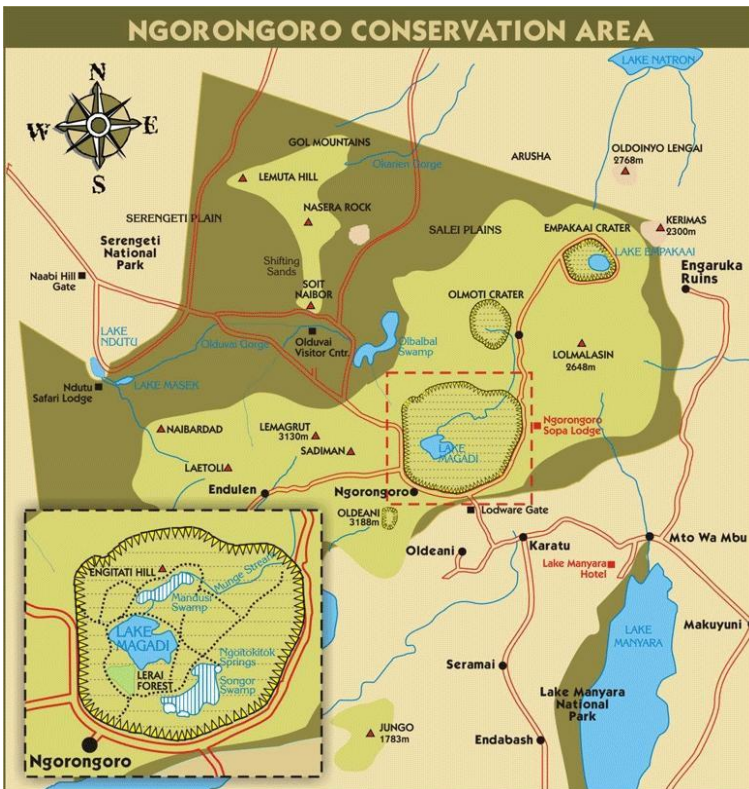 NGORONGORO CONSERVATION AREA
N
W
E
S
LAKE NATRON
GOL MOUNTAINS
Okarien Gorge
ARUSHA
OLDOINYO LENGAI
2768m
LEMUTA HILL
NASERA ROCK
SERENGETI PLAIN
SALEI PLAINS
EMPAKAAI CRATER
KERIMAS
2300m
Serengeti
National
Park
LAKE EMPAKAAI
Shifting
Sands
Naabi Hill
Gate
SOIT
NAIBOR
OLMOTI CRATER
Engaruka
Ruins
LAKE
NDUTU
Olduvai Gorge
Olduvai
Visitor Cntr.
Olbalbal
Swamp
LOLMALASIN
2648m
Ndutu
Safari Lodge
LAKE MASEK
NAIBARDAD
LEMAGRUT
3130m
SADIMAN
LAETOLI
LAKE
MAGADI
Ngorongoro
Sopa Lodge
Endulen
Ngorongoro
OLDEANI
3188m
Lodware Gate
Oldeani
Karatu
Mto Wa Mbu
Lake Manyara
Hotel
ENGITATI HILL
Munge Stream
Mandusi
Swamp
LAKE
MAGADI
Ngoitokitok
Springs
LERAI
FOREST
Songor
Swamp
Ngorongoro
LAKE
MANYARA
Makuyuni
Seramai
Lake Manyara
National
Park
JUNGO
1783m
Endabash